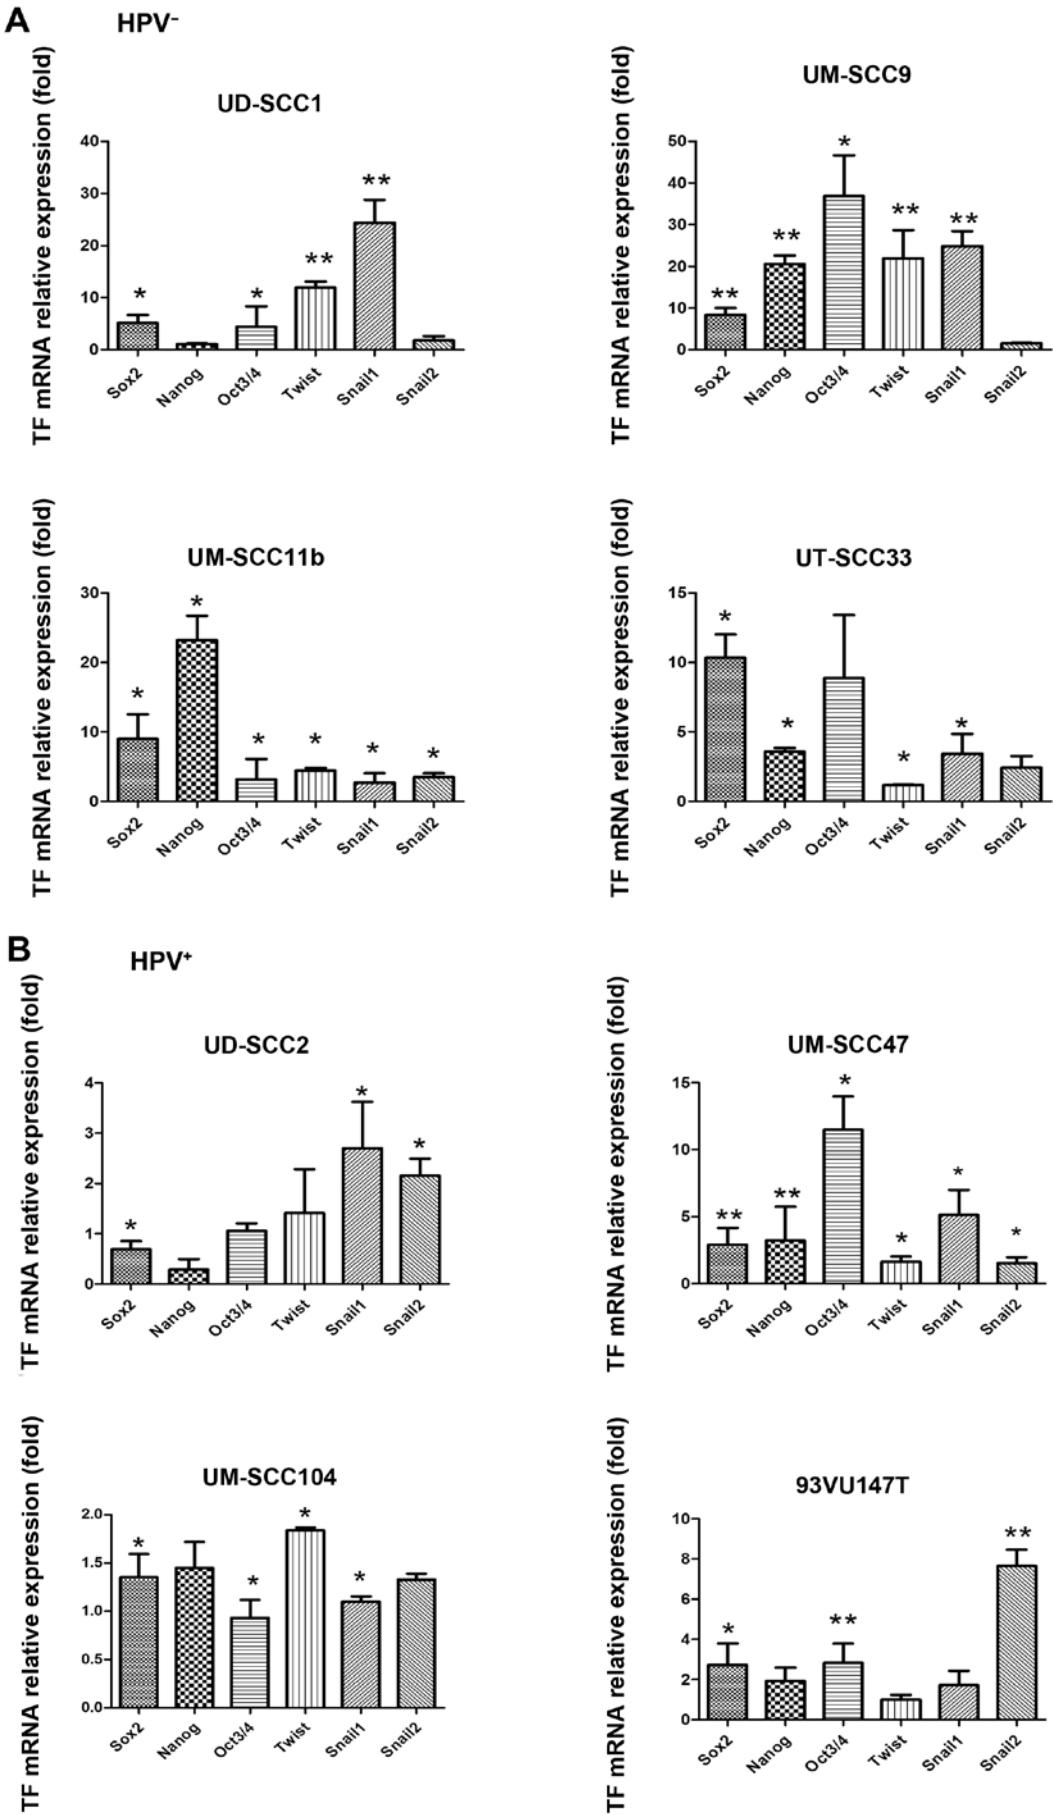 A
HPV⁻
UD-SCC1
TF mRNA relative expression (fold)
40
30
20
10
0
*
*
**
**
Sox2
Nanog
Oct3/4
Twist
Snail1
Snail2
UM-SCC9
TF mRNA relative expression (fold)
50
40
30
20
10
0
**
**
*
**
**
Sox2
Nanog
Oct3/4
Twist
Snail1
Snail2
UM-SCC11b
TF mRNA relative expression (fold)
30
20
10
0
*
*
*
*
*
*
Sox2
Nanog
Oct3/4
Twist
Snail1
Snail2
UT-SCC33
TF mRNA relative expression (fold)
15
10
5
0
*
*
*
*
Sox2
Nanog
Oct3/4
Twist
Snail1
Snail2
B
HPV⁺
UD-SCC2
TF mRNA relative expression (fold)
4
3
2
1
0
*
*
*
Sox2
Nanog
Oct3/4
Twist
Snail1
Snail2
UM-SCC47
TF mRNA relative expression (fold)
15
10
5
0
**
**
*
*
*
*
Sox2
Nanog
Oct3/4
Twist
Snail1
Snail2
UM-SCC104
TF mRNA relative expression (fold)
2.0
1.5
1.0
0.5
0.0
*
*
*
*
Sox2
Nanog
Oct3/4
Twist
Snail1
Snail2
93VU147T
TF mRNA relative expression (fold)
10
8
6
4
2
0
*
**
**
Sox2
Nanog
Oct3/4
Twist
Snail1
Snail2